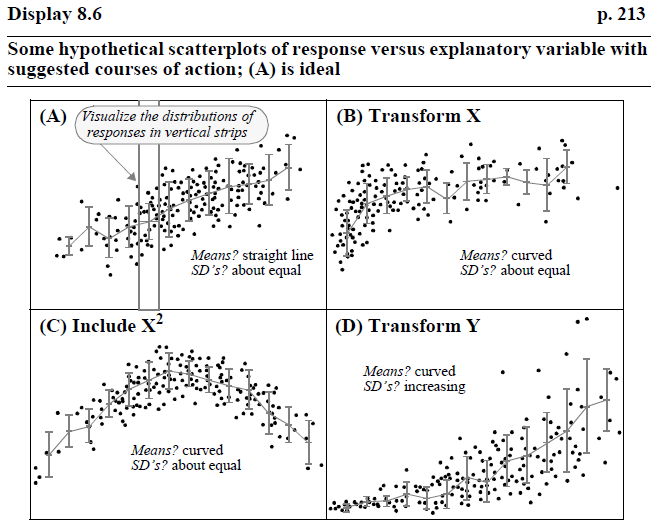 Display 8.6 p. 213
Some hypothetical scatterplots of response versus explanatory variable with
suggested courses of action; (A) is ideal
(A)
Visualize the distributions of
responses in vertical strips
Means? straight line
SD's? about equal
(B) Transform X
Means? curved
SD's? about equal
(C) Include X²
Means? curved
SD's? about equal
(D) Transform Y
Means? curved
SD's? increasing